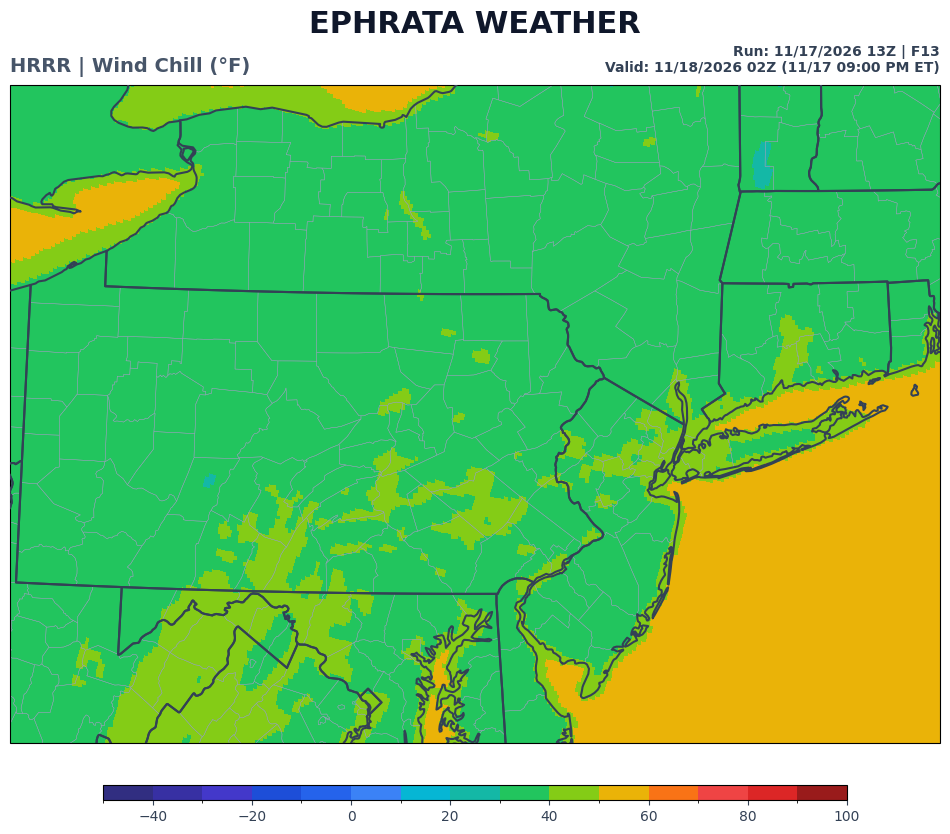 EPHRATA WEATHER
HRRR | Wind Chill (°F)
Run: 11/17/2026 13Z | F13
Valid: 11/18/2026 02Z (11/17 09:00 PM ET)
−40 −20 0 20 40 60 80 100